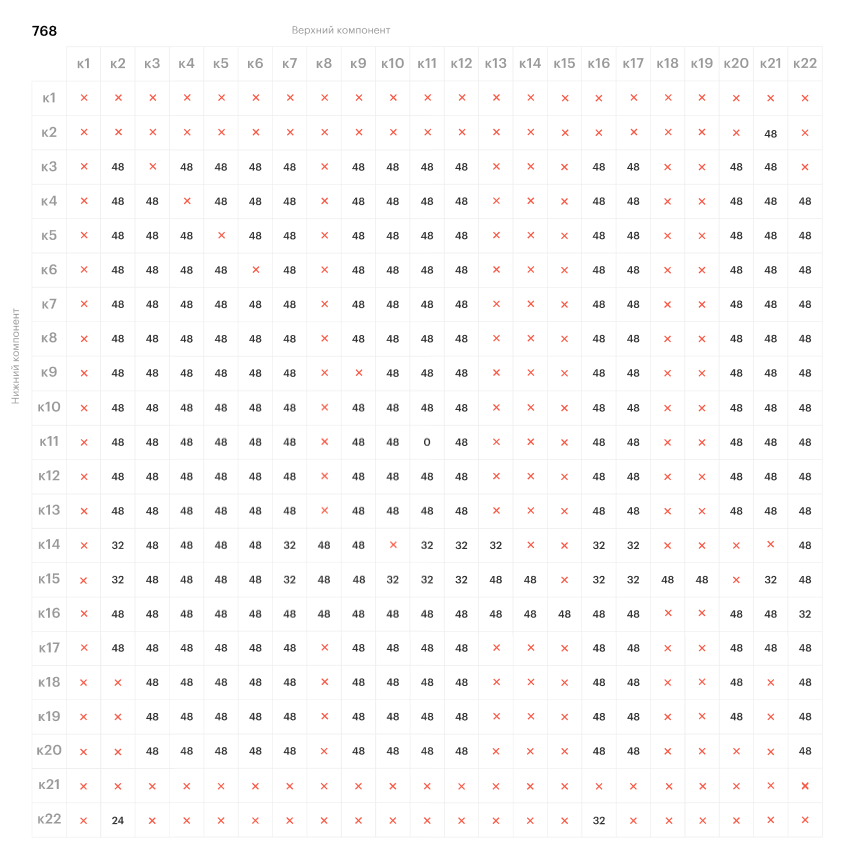 768
Верхний компонент
к1 к2 к3 к4 к5 к6 к7 к8 к9 к10 к11 к12 к13 к14 к15 к16 к17 к18 к19 к20 к21 к22
Нижний компонент
к1 × × × × × × × × × × × × × × × × × × × × × ×
к2 × × × × × × × × × × × × × × × × × × × × 48 ×
к3 × 48 × 48 48 48 48 × 48 48 48 48 × × × 48 48 × × 48 48 ×
к4 × 48 48 × 48 48 48 × 48 48 48 48 × × × 48 48 × × 48 48 48
к5 × 48 48 48 × 48 48 × 48 48 48 48 × × × 48 48 × × 48 48 48
к6 × 48 48 48 48 × 48 × 48 48 48 48 × × × 48 48 × × 48 48 48
к7 × 48 48 48 48 48 48 × 48 48 48 48 × × × 48 48 × × 48 48 48
к8 × 48 48 48 48 48 48 × 48 48 48 48 × × × 48 48 × × 48 48 48
к9 × 48 48 48 48 48 48 × × 48 48 48 × × × 48 48 × × 48 48 48
к10 × 48 48 48 48 48 48 × 48 48 48 48 × × × 48 48 × × 48 48 48
к11 × 48 48 48 48 48 48 × 48 48 0 48 × × × 48 48 × × 48 48 48
к12 × 48 48 48 48 48 48 × 48 48 48 48 × × × 48 48 × × 48 48 48
к13 × 48 48 48 48 48 48 × 48 48 48 48 × × × 48 48 × × 48 48 48
к14 × 32 48 48 48 48 32 48 48 × 32 32 32 × × 32 32 × × × × 48
к15 × 32 48 48 48 48 32 48 48 32 32 32 48 48 × 32 32 48 48 × 32 48
к16 × 48 48 48 48 48 48 48 48 48 48 48 48 48 48 48 48 × × 48 48 32
к17 × 48 48 48 48 48 48 × 48 48 48 48 × × × 48 48 × × 48 48 48
к18 × × 48 48 48 48 48 × 48 48 48 48 × × × 48 48 × × 48 × 48
к19 × × 48 48 48 48 48 × 48 48 48 48 × × × 48 48 × × 48 × 48
к20 × × 48 48 48 48 48 × 48 48 48 48 × × × 48 48 × × × × 48
к21 × × × × × × × × × × × × × × × × × × × × × ×
к22 × 24 × × × × × × × × × × × × × 32 × × × × × ×